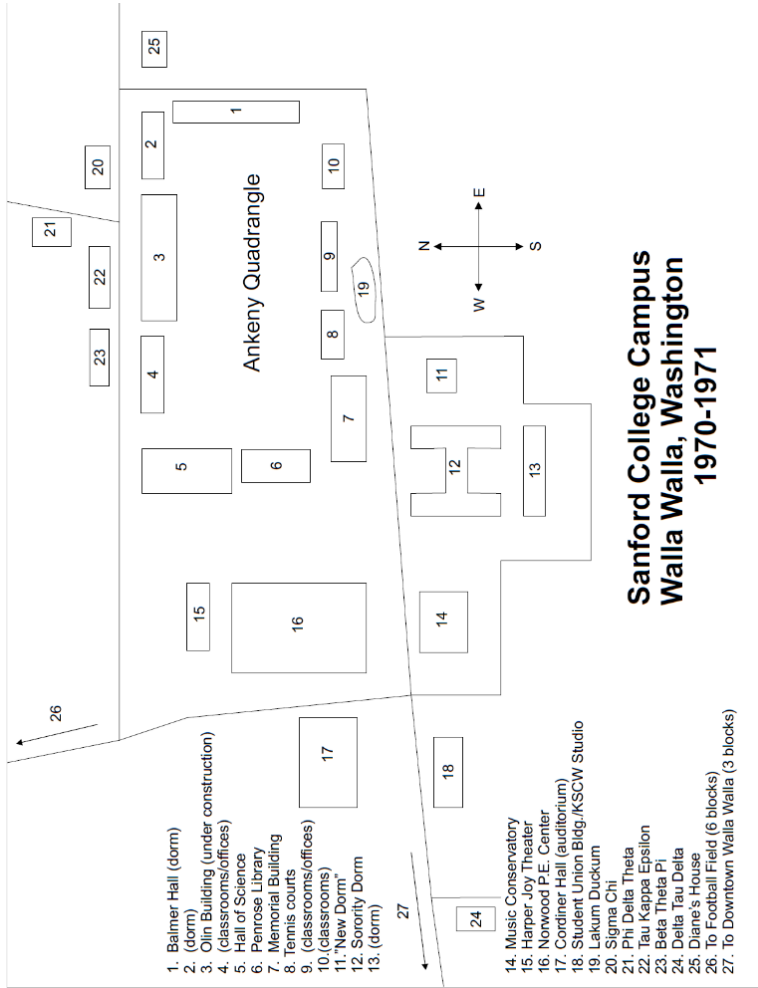 25
20
21
22
23
1
2
3
4
5
6
7
8
9
10
Ankeny Quadrangle
19
N
E
S
W
11
12
13
14
15
16
17
18
24
26
27
Sanford College Campus
Walla Walla, Washington
1970-1971
1. Balmer Hall (dorm)
2. (dorm)
3. Olin Building (under construction)
4. (classrooms/offices)
5. Hall of Science
6. Penrose Library
7. Memorial Building
8. Tennis courts
9. (classrooms/offices)
10.(classrooms)
11."New Dorm"
12. Sorority Dorm
13. (dorm)
14. Music Conservatory
15. Harper Joy Theater
16. Norwood P.E. Center
17. Cordiner Hall (auditorium)
18. Student Union Bldg./KSCW Studio
19. Lakum Duckum
20. Sigma Chi
21. Phi Delta Theta
22. Tau Kappa Epsilon
23. Beta Theta Pi
24. Delta Tau Delta
25. Diane's House
26. To Football Field (6 blocks)
27. To Downtown Walla Walla (3 blocks)